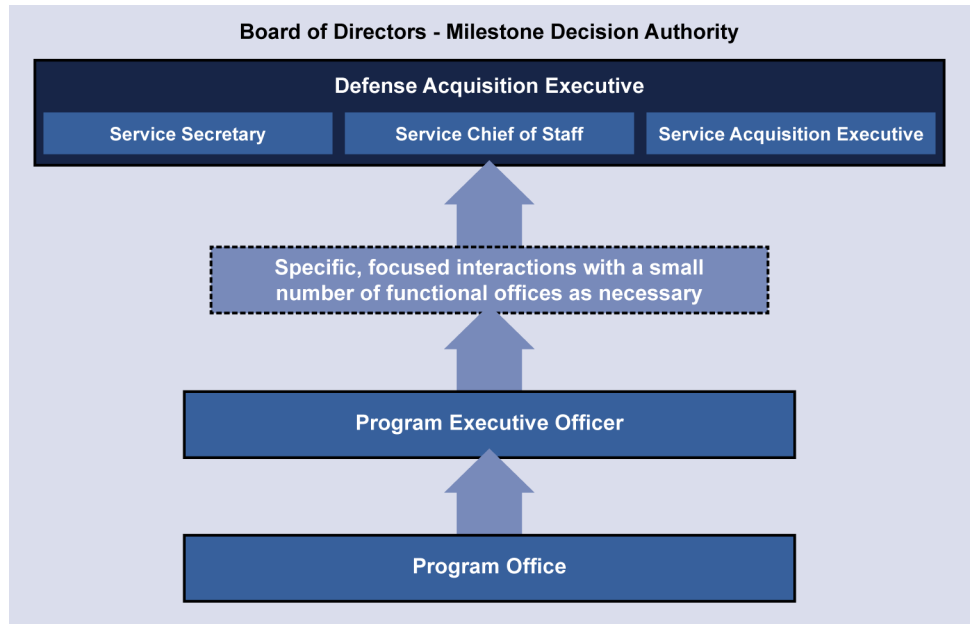 Board of Directors - Milestone Decision Authority
Defense Acquisition Executive
Service Secretary
Service Chief of Staff
Service Acquisition Executive
Specific, focused interactions with a small
number of functional offices as necessary
Program Executive Officer
Program Office